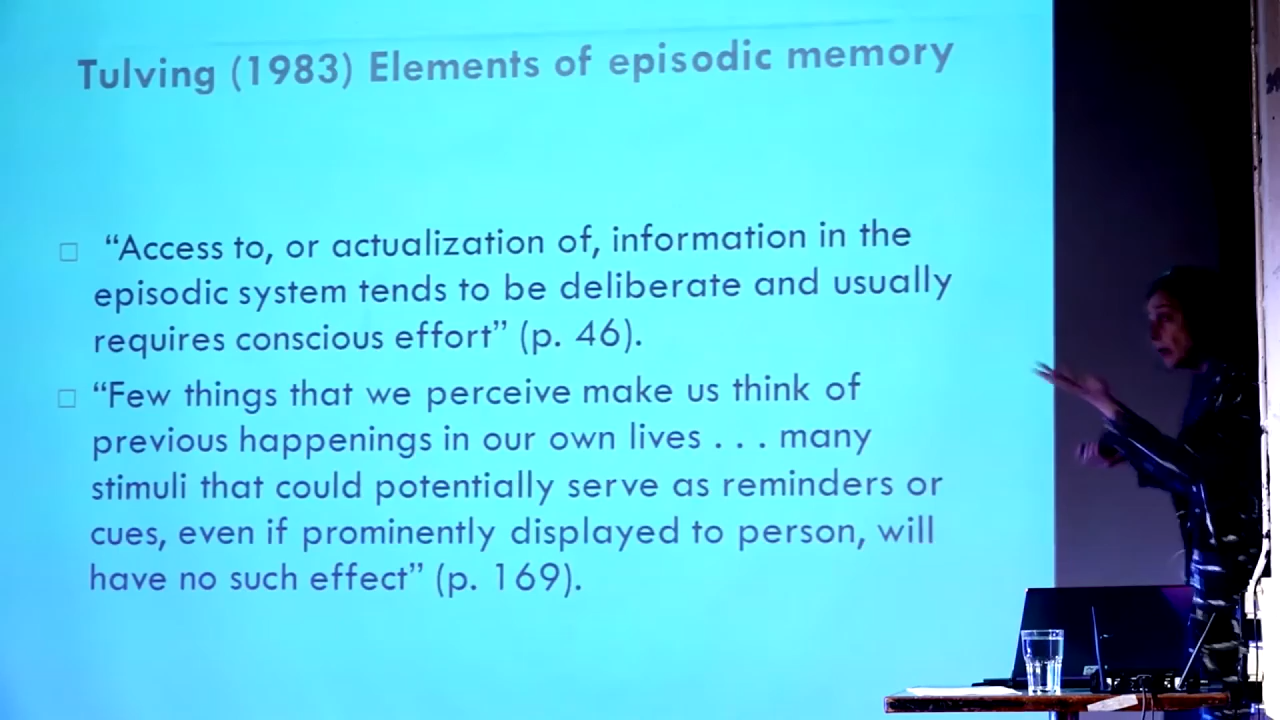 Tulving (1983) Elements of episodic memory
“Access to, or actualization of, information in the
episodic system tends to be deliberate and usually
requires conscious effort” (p. 46).
“Few things that we perceive make us think of
previous happenings in our own lives . . . many
stimuli that could potentially serve as reminders or
cues, even if prominently displayed to person, will
have no such effect” (p. 169).